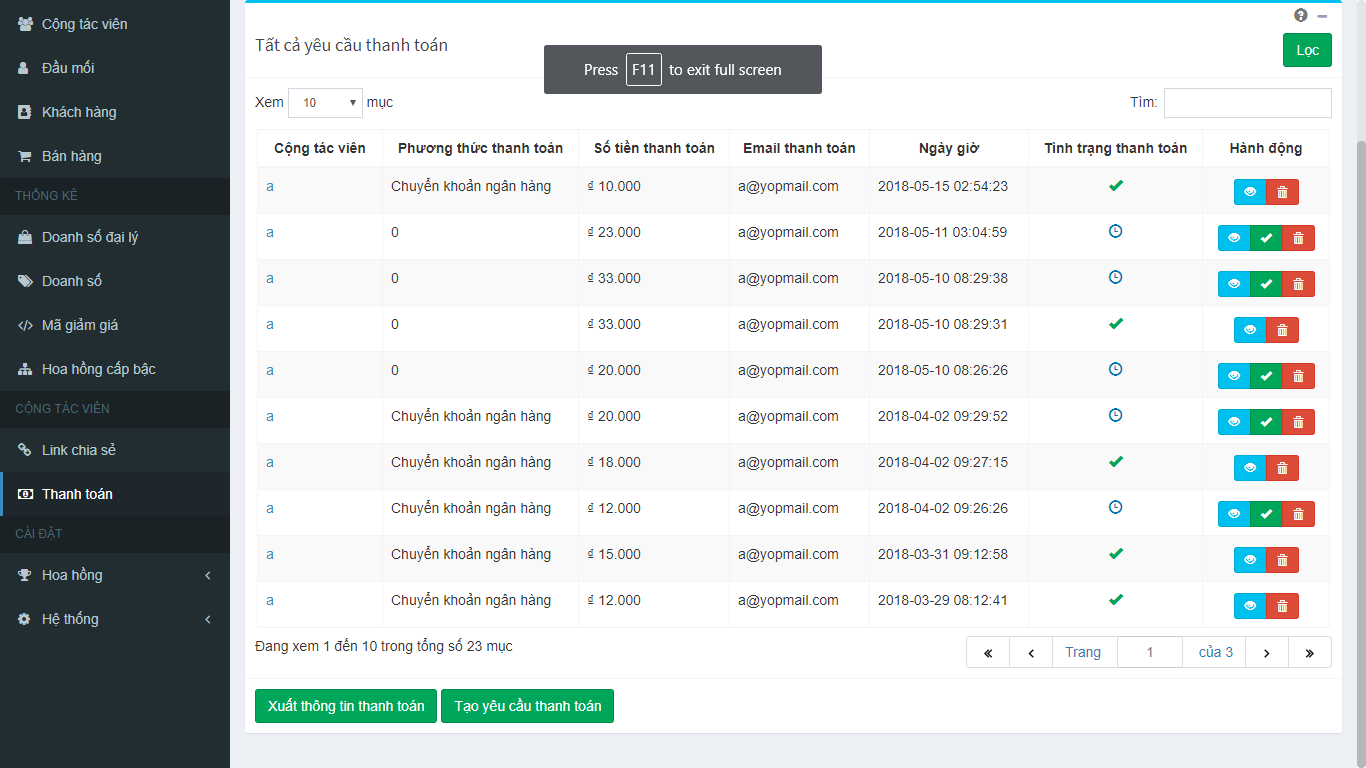 Cộng tác viên
Đầu mối
Khách hàng
Bán hàng
THỐNG KÊ
Doanh số đại lý
Doanh số
Mã giảm giá
Hoa hồng cấp bậc
CỘNG TÁC VIÊN
Link chia sẻ
Thanh toán
CÀI ĐẶT
Hoa hồng
Hệ thống
Tất cả yêu cầu thanh toán
Lọc
Press F11 to exit full screen
Xem 10 mục
Tìm:
Cộng tác viên Phương thức thanh toán Số tiền thanh toán Email thanh toán Ngày giờ Tình trạng thanh toán Hành động
a Chuyển khoản ngân hàng ₫ 10.000 a@yopmail.com 2018-05-15 02:54:23
a 0 ₫ 23.000 a@yopmail.com 2018-05-11 03:04:59
a 0 ₫ 33.000 a@yopmail.com 2018-05-10 08:29:38
a 0 ₫ 33.000 a@yopmail.com 2018-05-10 08:29:31
a 0 ₫ 20.000 a@yopmail.com 2018-05-10 08:26:26
a Chuyển khoản ngân hàng ₫ 20.000 a@yopmail.com 2018-04-02 09:29:52
a Chuyển khoản ngân hàng ₫ 18.000 a@yopmail.com 2018-04-02 09:27:15
a Chuyển khoản ngân hàng ₫ 12.000 a@yopmail.com 2018-04-02 09:26:26
a Chuyển khoản ngân hàng ₫ 15.000 a@yopmail.com 2018-03-31 09:12:58
a Chuyển khoản ngân hàng ₫ 12.000 a@yopmail.com 2018-03-29 08:12:41
Đang xem 1 đến 10 trong tổng số 23 mục
« ‹ Trang 1 của 3 › »
Xuất thông tin thanh toán Tạo yêu cầu thanh toán